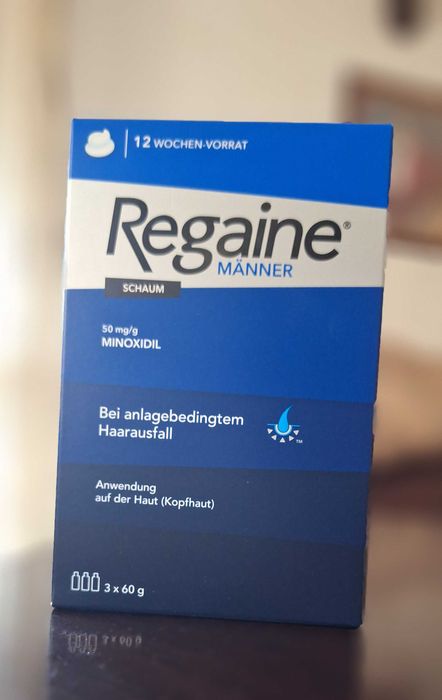 12 WOCHEN-VORRAT
Regaine®
MÄNNER
SCHAUM
50 mg/g
MINOXIDIL
Bei anlagebedingtem
Haarausfall
TM
Anwendung
auf der Haut (Kopfhaut)
3 x 60 g